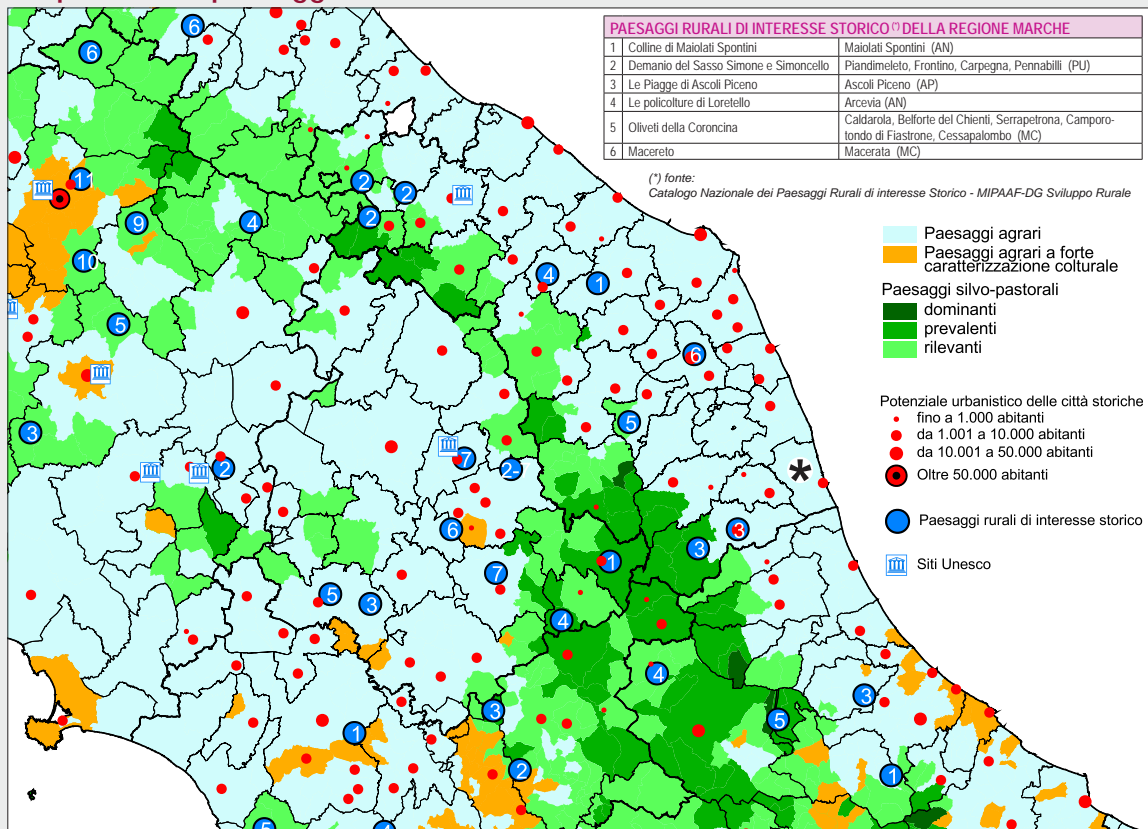 PAESAGGI RURALI DI INTERESSE STORICO (*) DELLA REGIONE MARCHE
1 Colline di Maiolati Spontini Maiolati Spontini (AN)
2 Demanio del Sasso Simone e Simoncello Piandimeleto, Frontino, Carpegna, Pennabilli (PU)
3 Le Piagge di Ascoli Piceno Ascoli Piceno (AP)
4 Le policolture di Loretello Arcevia (AN)
5 Oliveti della Coroncina Caldarola, Belforte del Chienti, Serrapetrona, Camporo-
tondo di Fiastrone, Cessapalombo (MC)
6 Macereto Macerata (MC)
(*) fonte:
Catalogo Nazionale dei Paesaggi Rurali di interesse Storico - MIPAAF-DG Sviluppo Rurale
Paesaggi agrari
Paesaggi agrari a forte
caratterizzazione colturale
Paesaggi silvo-pastorali
dominanti
prevalenti
rilevanti
Potenziale urbanistico delle città storiche
fino a 1.000 abitanti
da 1.001 a 10.000 abitanti
da 10.001 a 50.000 abitanti
Oltre 50.000 abitanti
Paesaggi rurali di interesse storico
Siti Unesco
6
6
11
2
2
9
4
2
10
4
1
5
6
3
5
7
2
2-
6
3
*
3
1
7
5
3
4
4
3
3
5
1
2
1
5